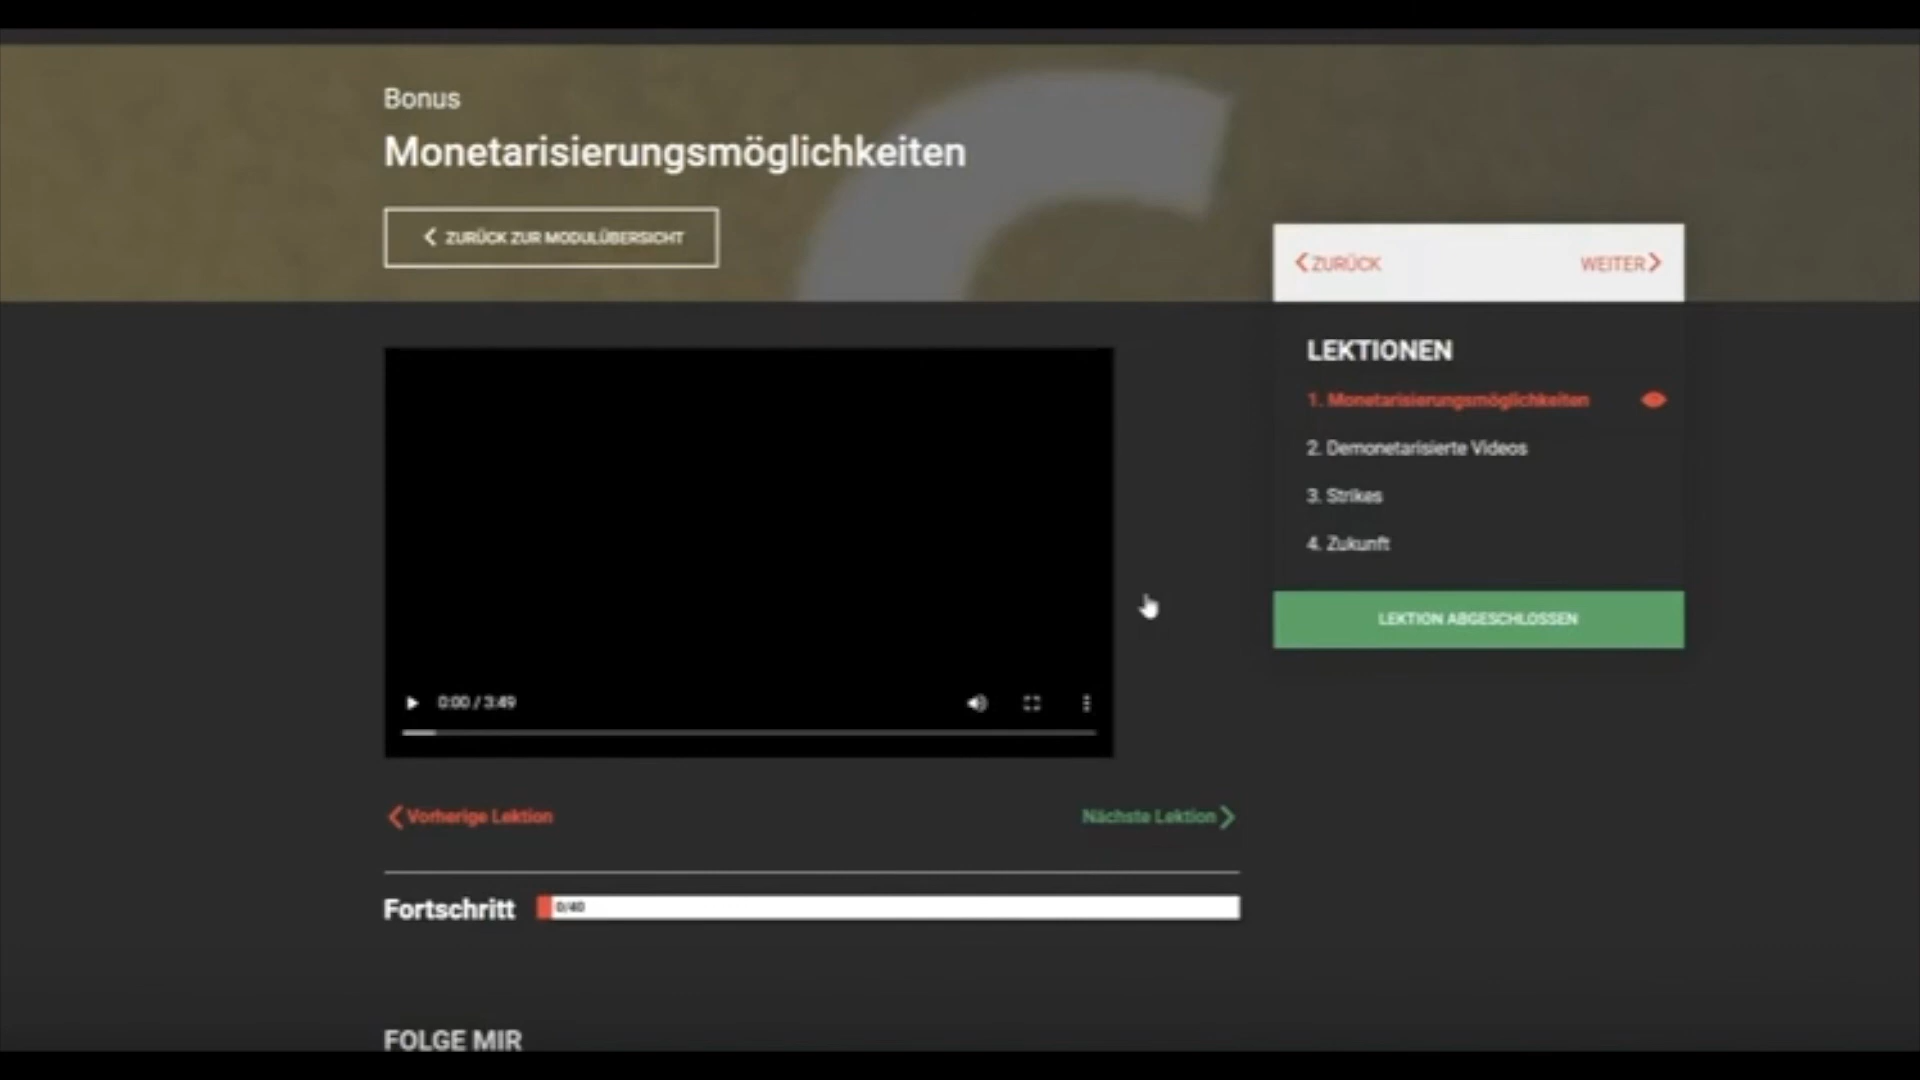 Bonus
Monetarisierungsmöglichkeiten
ZURÜCK ZUR MODULÜBERSICHT
ZURÜCK
WEITER
LEKTIONEN
1. Monetarisierungsmöglichkeiten
2. Demonetarisierte Videos
3. Strikes
4. Zukunft
LEKTION ABGESCHLOSSEN
0:00 / 3:49
Vorherige Lektion
Nächste Lektion
Fortschritt
0/40
FOLGE MIR